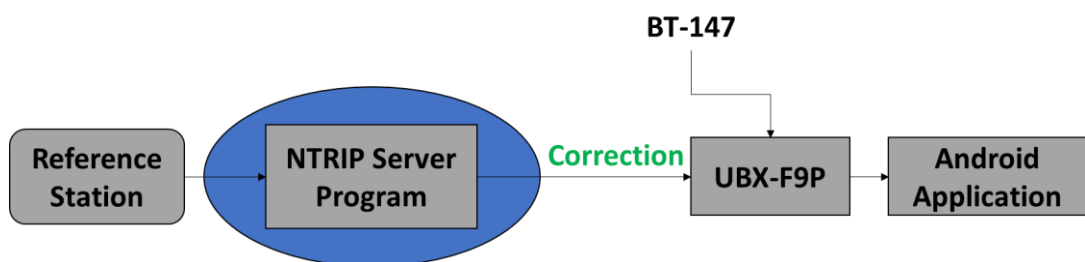 BT-147
Reference
Station
NTRIP Server
Program
Correction
UBX-F9P
Android
Application